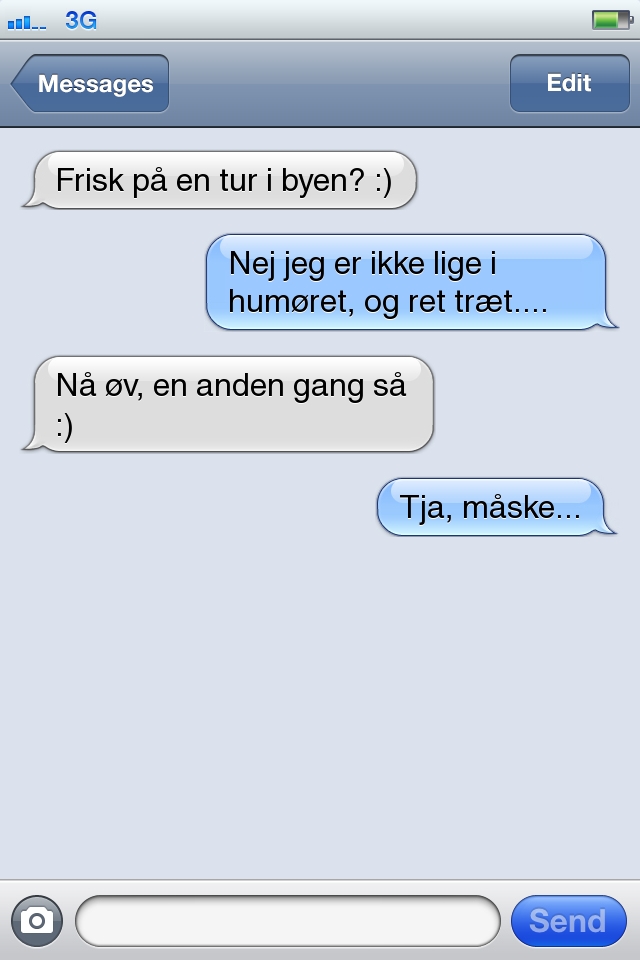 3G
Messages
Edit
Frisk på en tur i byen? :)
Nej jeg er ikke lige i
humøret, og ret træt....
Nå øv, en anden gang så
:)
Tja, måske...
Send